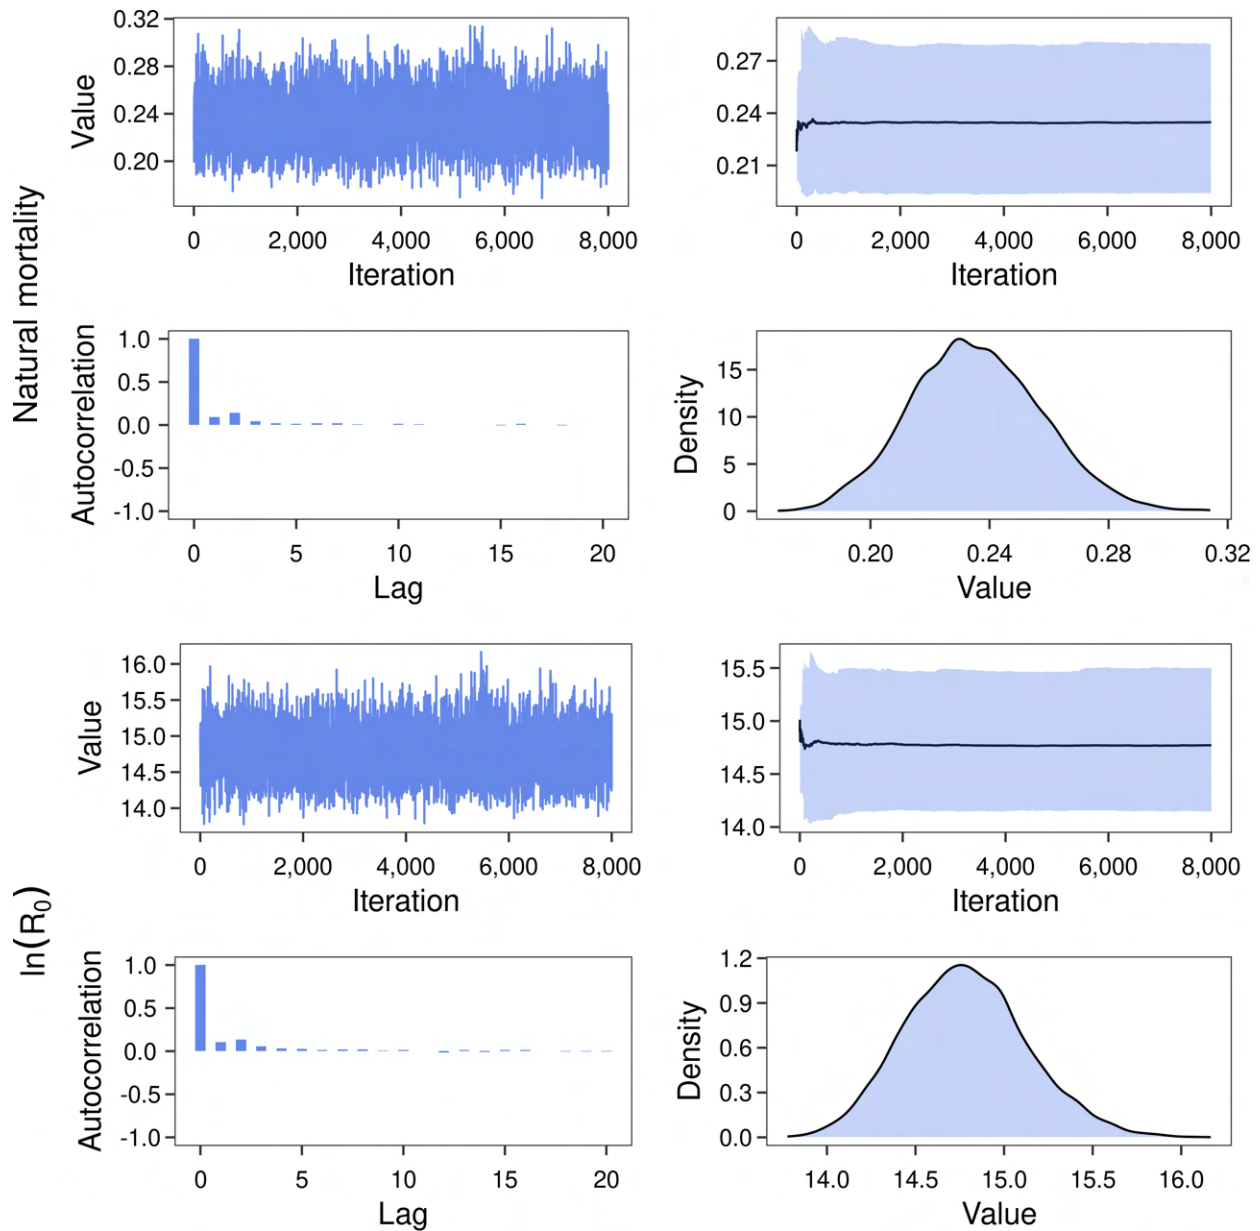 Natural mortality
Value
0.32
0.28
0.24
0.20
0 2,000 4,000 6,000 8,000
Iteration
0.27
0.24
0.21
0 2,000 4,000 6,000 8,000
Iteration
Autocorrelation
1.0
0.5
0.0
-0.5
-1.0
0 5 10 15 20
Lag
Density
15
10
5
0
0.20 0.24 0.28 0.32
Value
ln(R₀)
Value
16.0
15.5
15.0
14.5
14.0
0 2,000 4,000 6,000 8,000
Iteration
15.5
15.0
14.5
14.0
0 2,000 4,000 6,000 8,000
Iteration
Autocorrelation
1.0
0.5
0.0
-0.5
-1.0
0 5 10 15 20
Lag
Density
1.2
0.9
0.6
0.3
0.0
14.0 14.5 15.0 15.5 16.0
Value